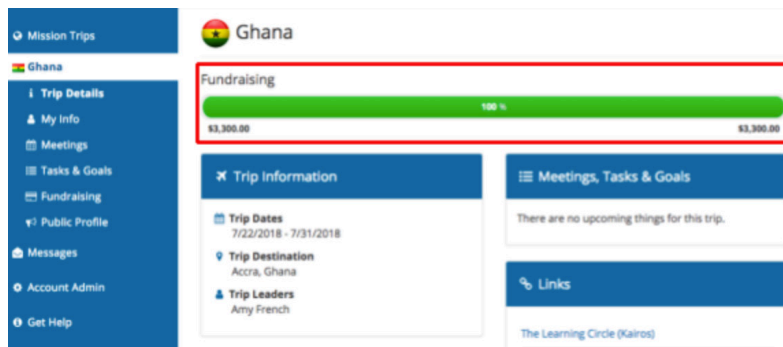 Mission Trips
Ghana
Trip Details
My Info
Meetings
Tasks & Goals
Fundraising
Public Profile
Messages
Account Admin
Get Help
Ghana
Fundraising
100 %
$3,300.00 $3,300.00
Trip Information
Trip Dates
7/22/2018 - 7/31/2018
Trip Destination
Accra, Ghana
Trip Leaders
Amy French
Meetings, Tasks & Goals
There are no upcoming things for this trip.
Links
The Learning Circle (Kairos)